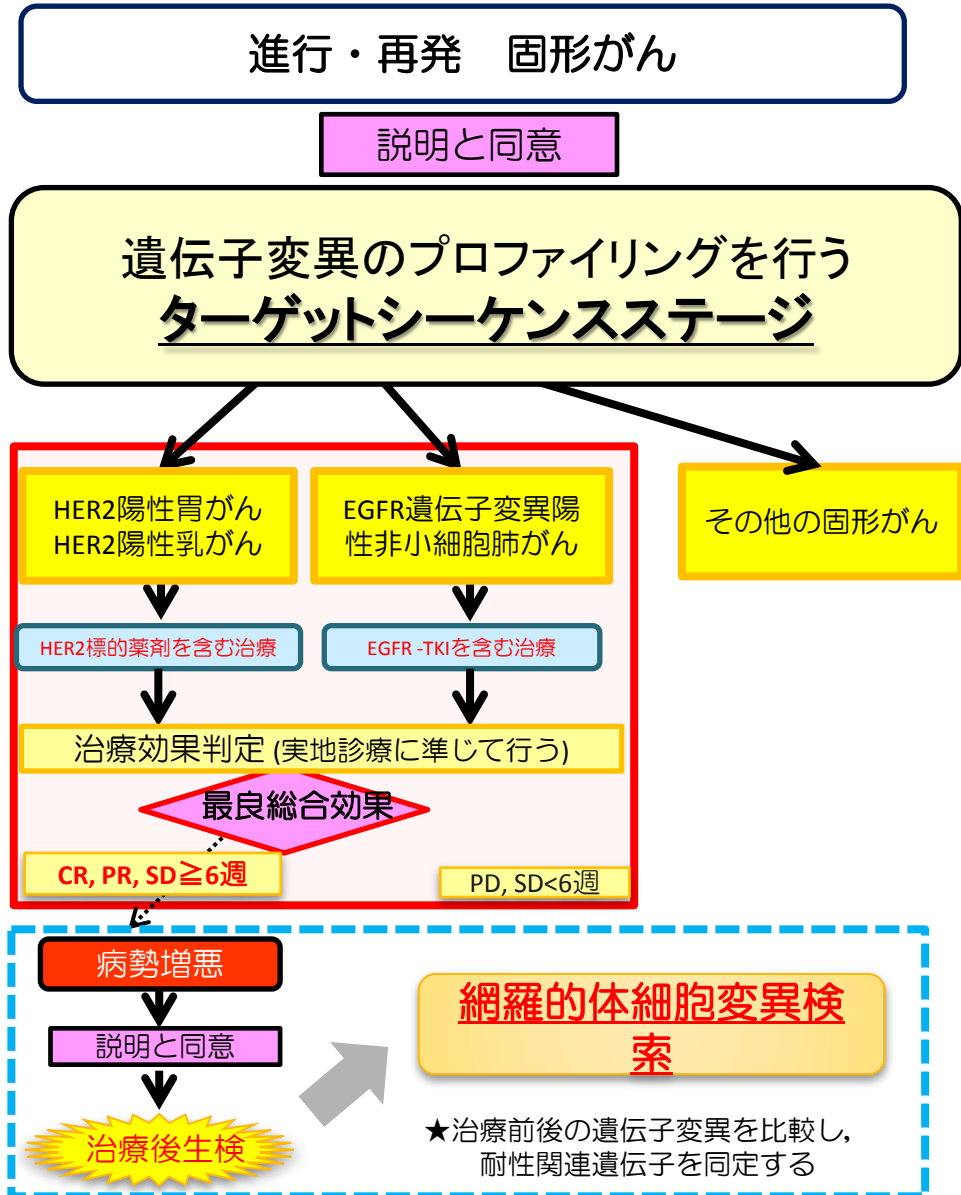 進行・再発　固形がん
説明と同意
遺伝子変異のプロファイリングを行う
ターゲットシーケンスステージ
HER2陽性胃がん
HER2陽性乳がん
EGFR遺伝子変異陽
性非小細胞肺がん
その他の固形がん
HER2標的薬剤を含む治療
EGFR -TKIを含む治療
治療効果判定 (実地診療に準じて行う)
最良総合効果
CR, PR, SD≧6週
PD, SD<6週
病勢増悪
説明と同意
治療後生検
網羅的体細胞変異検
索
★治療前後の遺伝子変異を比較し,
耐性関連遺伝子を同定する